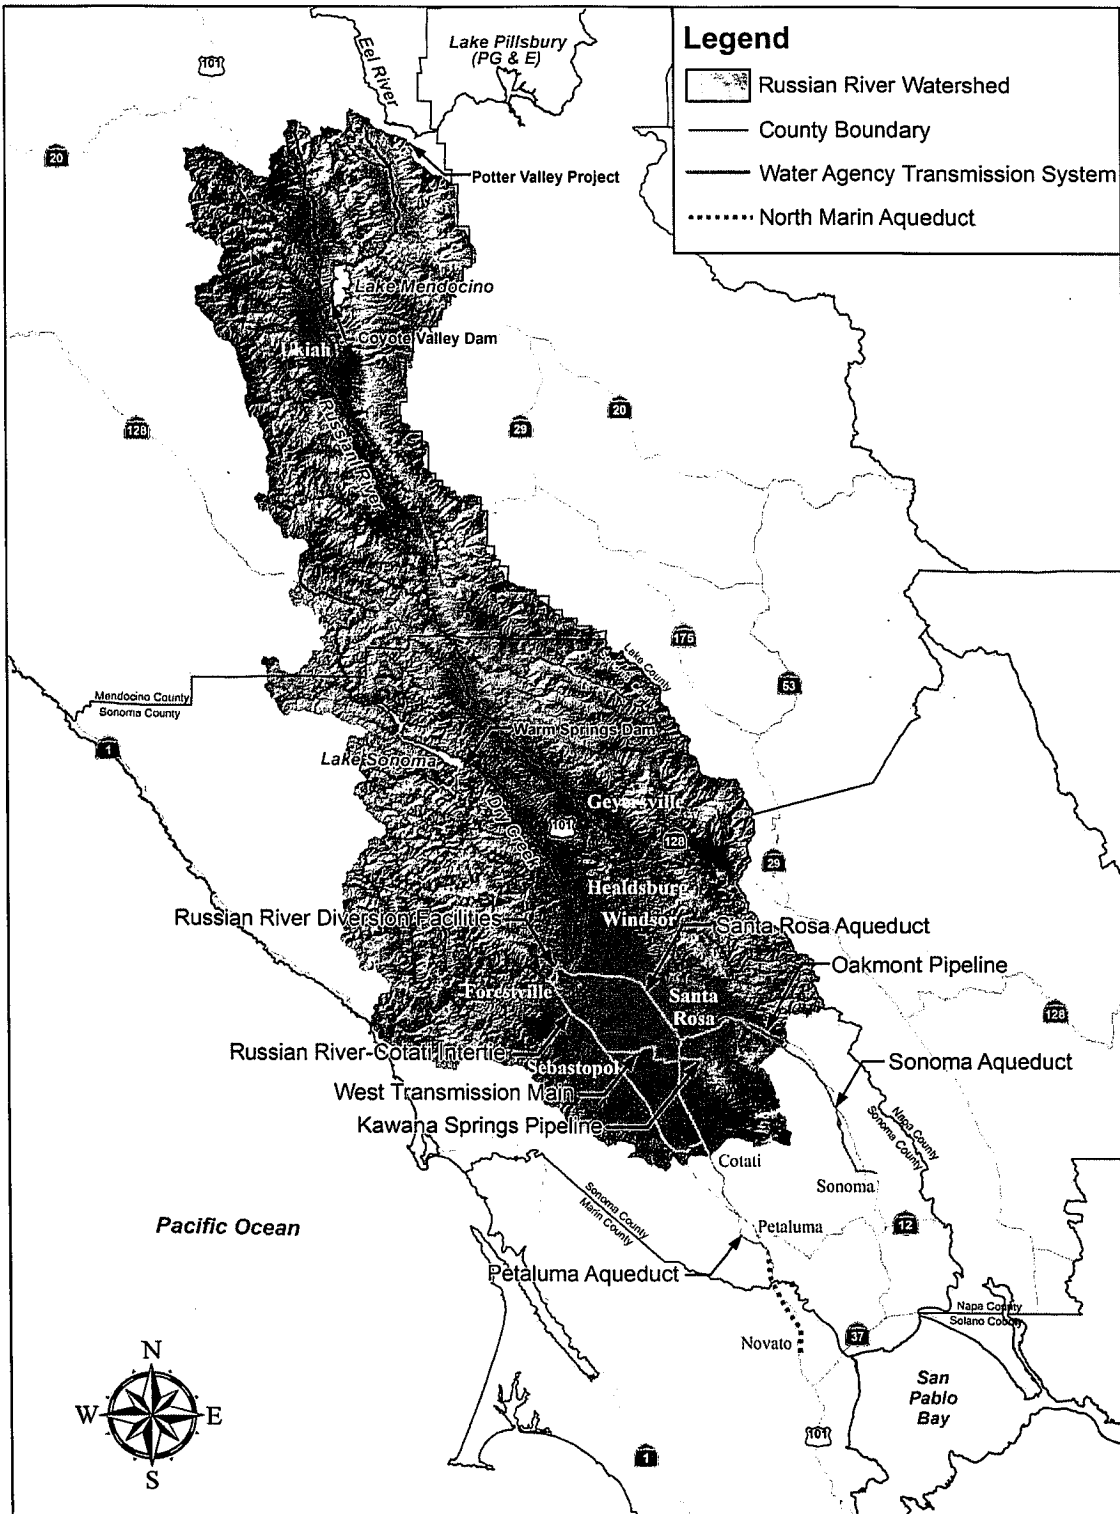 Legend
Russian River Watershed
County Boundary
Water Agency Transmission System
North Marin Aqueduct
101
Eel River
Lake Pillsbury
(PG & E)
20
Potter Valley Project
Lake Mendocino
Coyote Valley Dam
Ukiah
Russian River
128
29
20
175
53
Lake County
Mendocino County
Sonoma County
1
Warm Springs Dam
Lake Sonoma
Dry Creek
Geyserville
101
128
29
Healdsburg
Windsor
Russian River Diversion Facilities
Santa Rosa Aqueduct
Oakmont Pipeline
Forestville
Santa
Rosa
128
Russian River-Cotati Intertie
Sebastopol
Sonoma Aqueduct
West Transmission Main
Kawana Springs Pipeline
Napa County
Sonoma County
Cotati
Sonoma
Sonoma County
Marin County
Pacific Ocean
12
Petaluma
Petaluma Aqueduct
Napa County
Solano County
Novato
37
San
Pablo
Bay
101
1
N
W
E
S